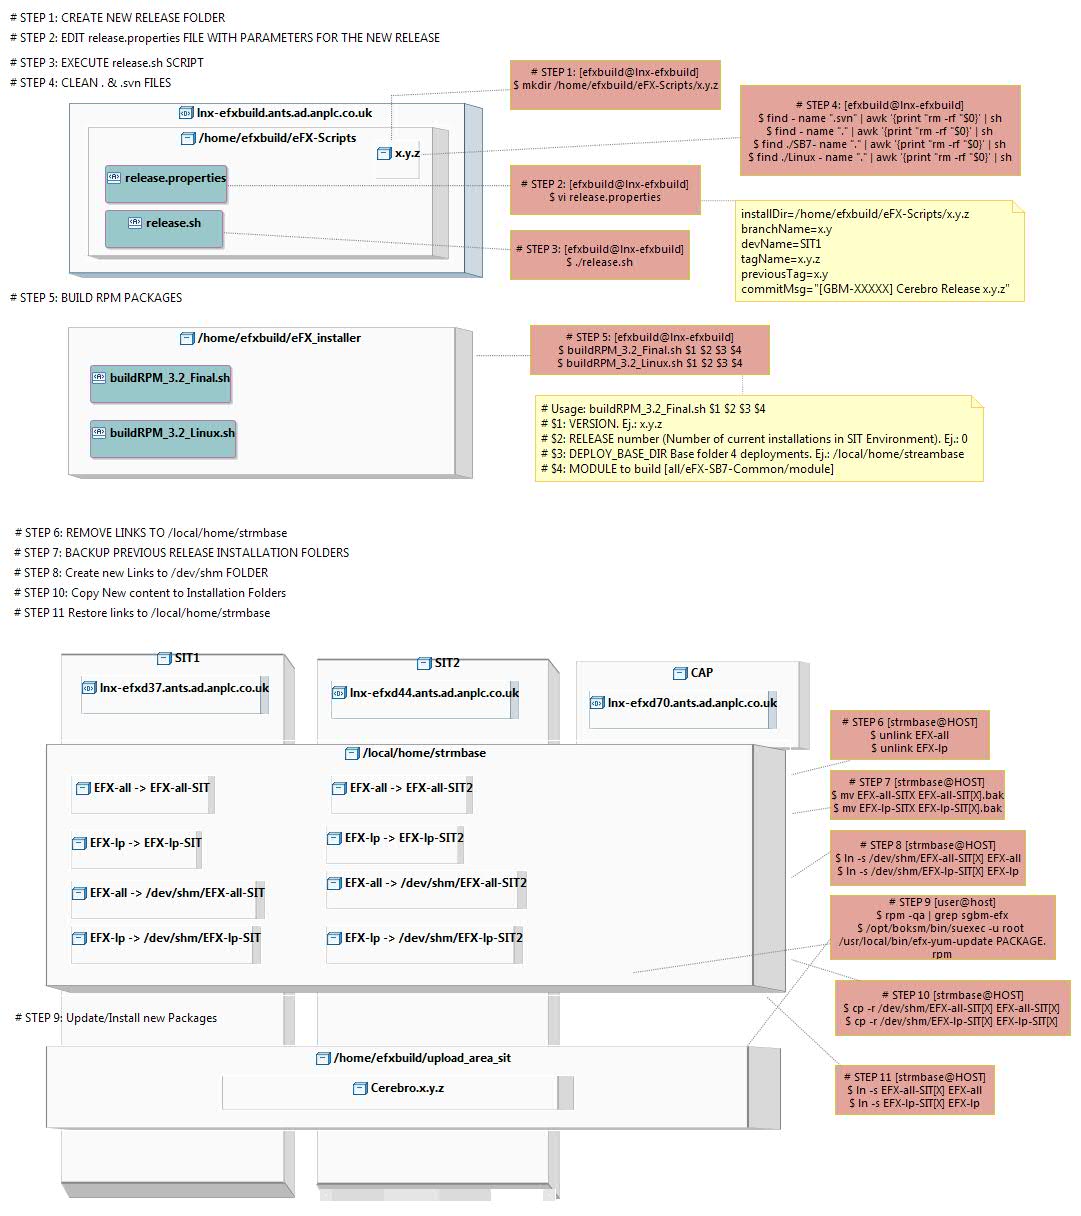 # STEP 1: CREATE NEW RELEASE FOLDER
# STEP 2: EDIT release.properties FILE WITH PARAMETERS FOR THE NEW RELEASE
# STEP 3: EXECUTE release.sh SCRIPT
# STEP 4: CLEAN . & .svn FILES
# STEP 1: [efxbuild@lnx-efxbuild]
$ mkdir /home/efxbuild/eFX-Scripts/x.y.z
# STEP 4: [efxbuild@lnx-efxbuild]
$ find - name ".svn" | awk '{print "rm -rf "$0}' | sh
$ find - name "." | awk '{print "rm -rf "$0}' | sh
$ find ./SB7- name "." | awk '{print "rm -rf "$0}' | sh
$ find ./Linux - name "." | awk '{print "rm -rf "$0}' | sh
lnx-efxbuild.ants.ad.anplc.co.uk
/home/efxbuild/eFX-Scripts
x.y.z
release.properties
release.sh
# STEP 2: [efxbuild@lnx-efxbuild]
$ vi release.properties
# STEP 3: [efxbuild@lnx-efxbuild]
$ ./release.sh
installDir=/home/efxbuild/eFX-Scripts/x.y.z
branchName=x.y
devName=SIT1
tagName=x.y.z
previousTag=x.y
commitMsg="[GBM-XXXXX] Cerebro Release x.y.z"
# STEP 5: BUILD RPM PACKAGES
/home/efxbuild/eFX_installer
buildRPM_3.2_Final.sh
buildRPM_3.2_Linux.sh
# STEP 5: [efxbuild@lnx-efxbuild]
$ buildRPM_3.2_Final.sh $1 $2 $3 $4
$ buildRPM_3.2_Linux.sh $1 $2 $3 $4
# Usage: buildRPM_3.2_Final.sh $1 $2 $3 $4
# $1: VERSION. Ej.: x.y.z
# $2: RELEASE number (Number of current installations in SIT Environment). Ej.: 0
# $3: DEPLOY_BASE_DIR Base folder 4 deployments. Ej.: /local/home/streambase
# $4: MODULE to build [all/eFX-SB7-Common/module]
# STEP 6: REMOVE LINKS TO /local/home/strmbase
# STEP 7: BACKUP PREVIOUS RELEASE INSTALLATION FOLDERS
# STEP 8: Create new Links to /dev/shm FOLDER
# STEP 10: Copy New content to Installation Folders
# STEP 11 Restore links to /local/home/strmbase
SIT1
lnx-efxd37.ants.ad.anplc.co.uk
SIT2
lnx-efxd44.ants.ad.anplc.co.uk
CAP
lnx-efxd70.ants.ad.anplc.co.uk
/local/home/strmbase
EFX-all -> EFX-all-SIT
EFX-lp -> EFX-lp-SIT
EFX-all -> /dev/shm/EFX-all-SIT
EFX-lp -> /dev/shm/EFX-lp-SIT
EFX-all -> EFX-all-SIT2
EFX-lp -> EFX-lp-SIT2
EFX-all -> /dev/shm/EFX-all-SIT2
EFX-lp -> /dev/shm/EFX-lp-SIT2
# STEP 6 [strmbase@HOST]
$ unlink EFX-all
$ unlink EFX-lp
# STEP 7 [strmbase@HOST]
$ mv EFX-all-SITX EFX-all-SIT[X].bak
$ mv EFX-lp-SITX EFX-lp-SIT[X].bak
# STEP 8 [strmbase@HOST]
$ ln -s /dev/shm/EFX-all-SIT[X] EFX-all
$ ln -s /dev/shm/EFX-lp-SIT[X] EFX-lp
# STEP 9 [user@host]
$ rpm -qa | grep sgbm-efx
$ /opt/boksm/bin/suexec -u root
/usr/local/bin/efx-yum-update PACKAGE.
rpm
# STEP 10 [strmbase@HOST]
$ cp -r /dev/shm/EFX-all-SIT[X] EFX-all-SIT[X]
$ cp -r /dev/shm/EFX-lp-SIT[X] EFX-lp-SIT[X]
# STEP 9: Update/Install new Packages
/home/efxbuild/upload_area_sit
Cerebro.x.y.z
# STEP 11 [strmbase@HOST]
$ ln -s EFX-all-SIT[X] EFX-all
$ ln -s EFX-lp-SIT[X] EFX-lp